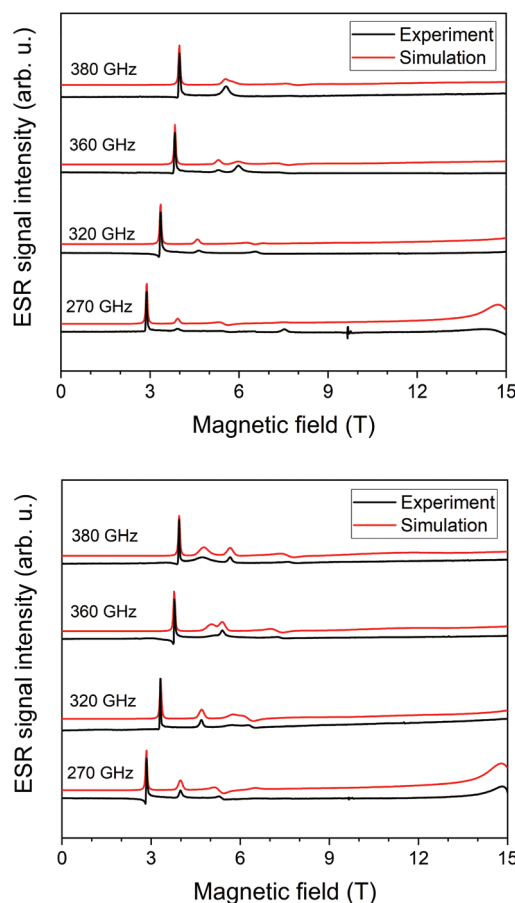 Experiment
Simulation
380 GHz
360 GHz
320 GHz
270 GHz
ESR signal intensity (arb. u.)
0 3 6 9 12 15
Magnetic field (T)
Experiment
Simulation
380 GHz
360 GHz
320 GHz
270 GHz
ESR signal intensity (arb. u.)
0 3 6 9 12 15
Magnetic field (T)